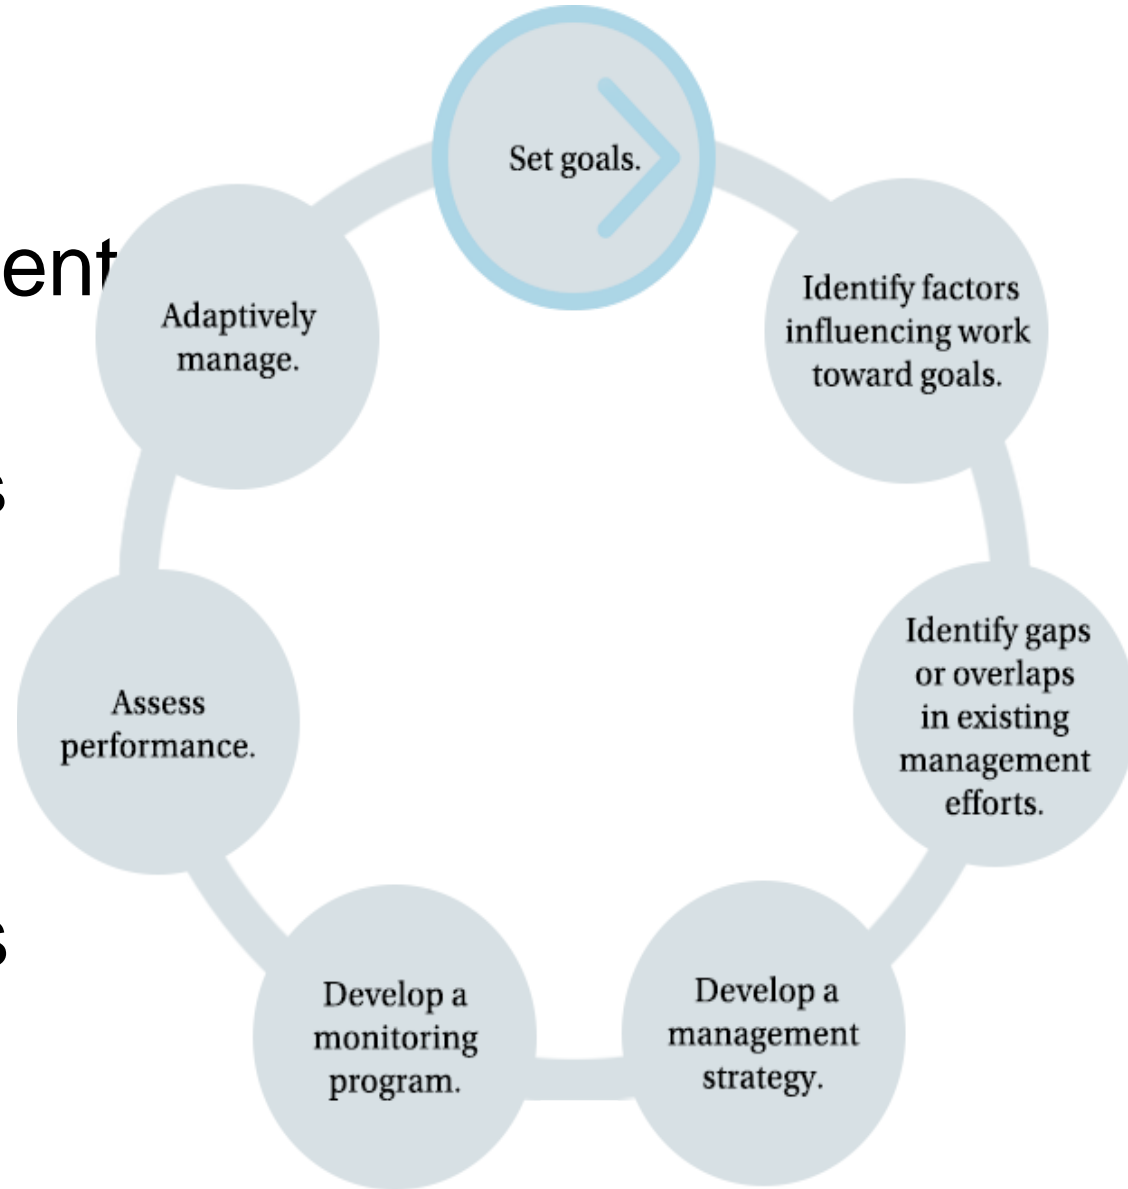 Set goals.
Identify factors
influencing work
toward goals.
Identify gaps
or overlaps
in existing
management
efforts.
Develop a
management
strategy.
Develop a
monitoring
program.
Assess
performance.
Adaptively
manage.
ent
s
s